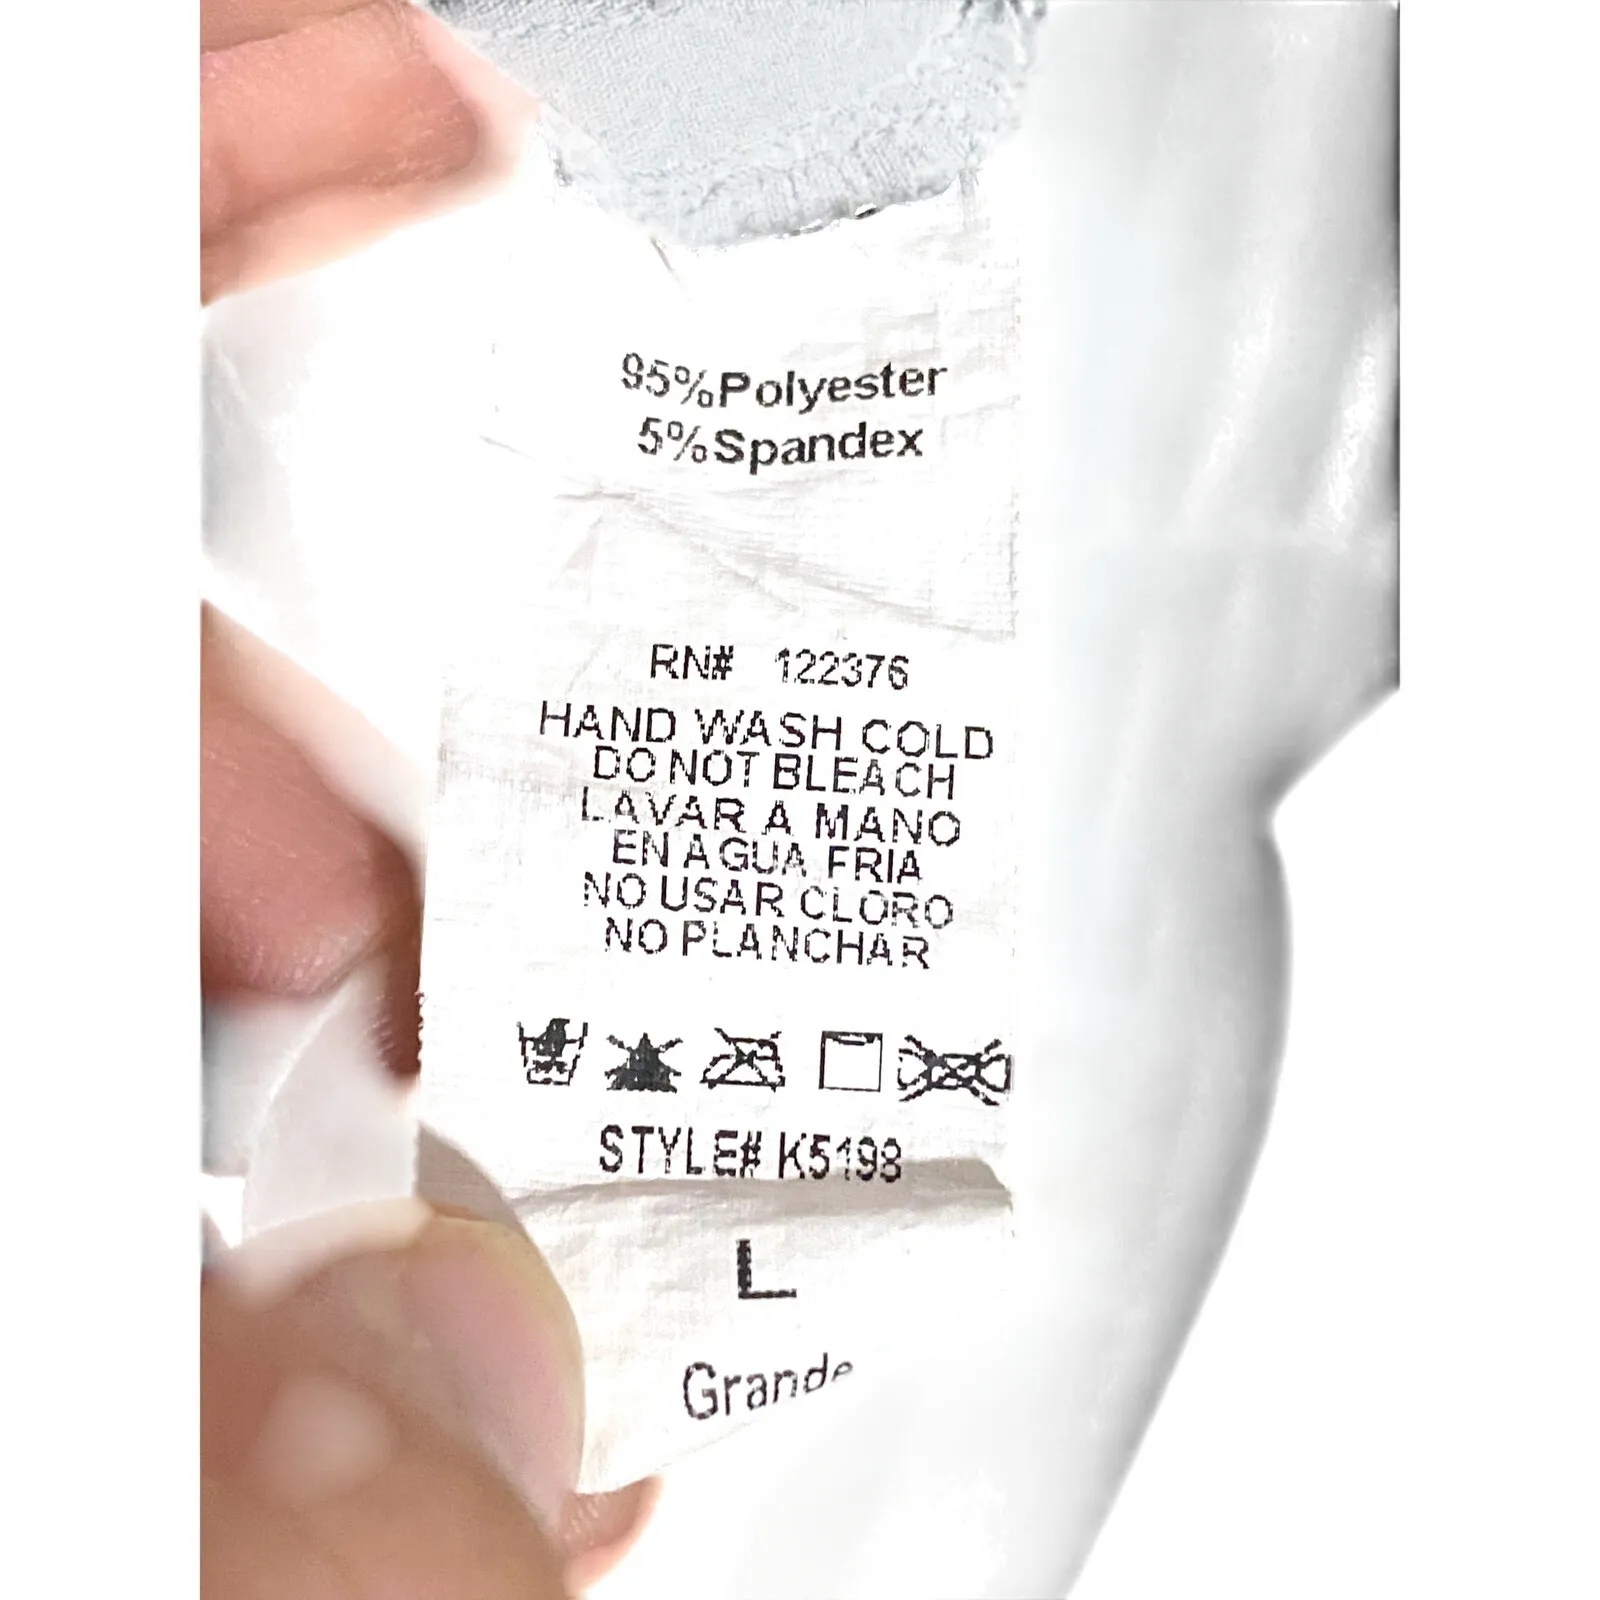 95%Polyester
5%Spandex
RN# 122376
HAND WASH COLD
DO NOT BLEACH
LAVAR A MANO
EN AGUA FRIA
NO USAR CLORO
NO PLANCHAR
STYLE# K5198
L
Grande